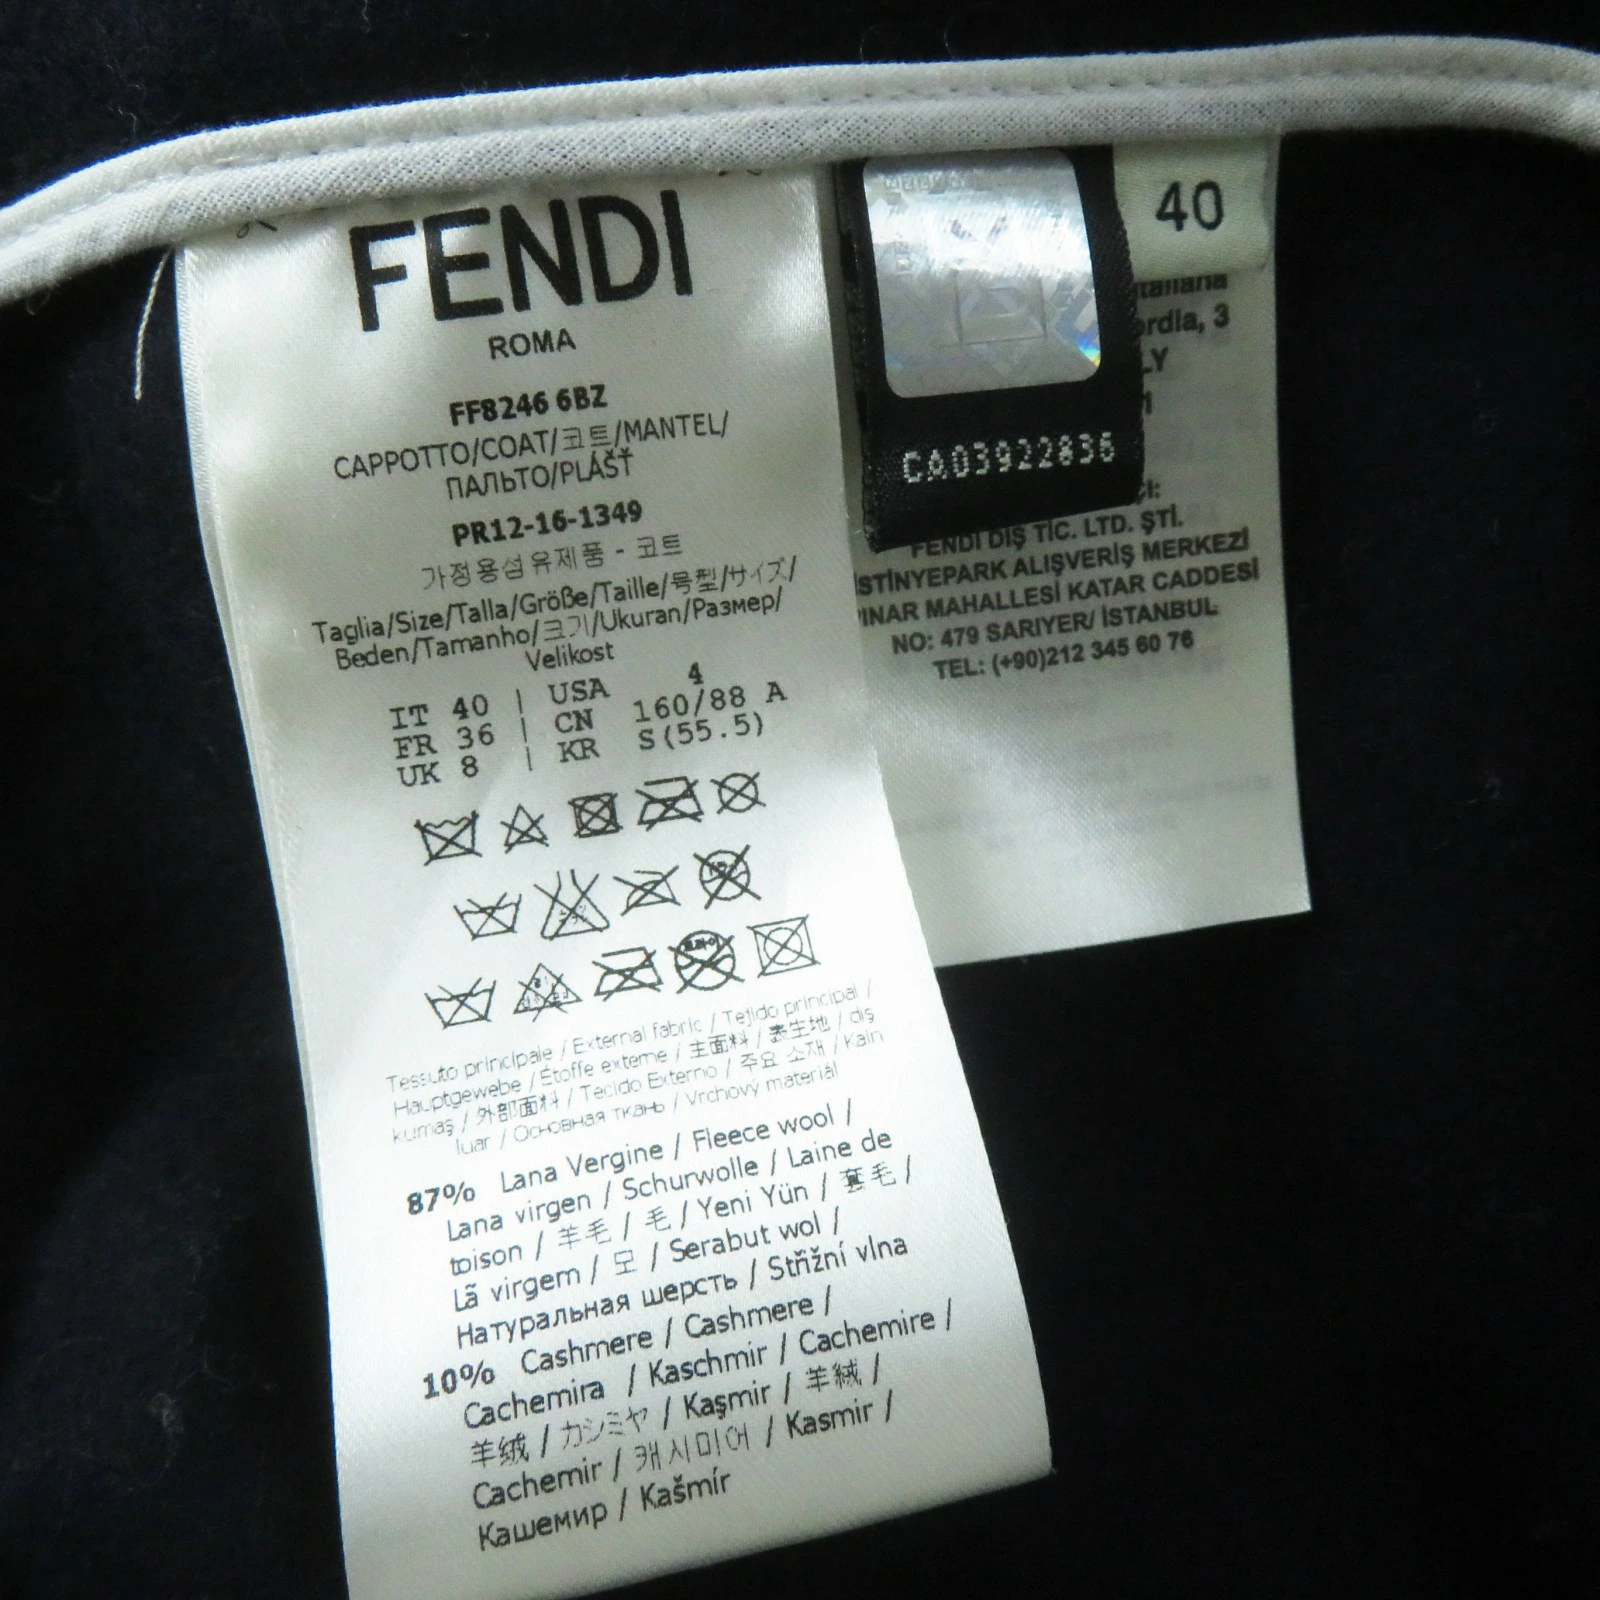 FENDI
ROMA
FF8246 6BZ
CAPPOTTO/COAT/코트/MANTEL/
ПАЛЬТО/PLÁŠŤ
PR12-16-1349
가정용섬유제품 - 코트
Taglia/Size/Talla/Größe/Taille/号型/サイズ/
Beden/Tamanho/크기/Ukuran/Размер/
Velikost
IT 40 | USA 4
FR 36 | CN 160/88 A
UK 8 | KR S(55.5)
Tessuto principale / External fabric / Tejido principal /
Hauptgewebe / Étoffe externe / 主面料 / 表生地 / dış
kumaş / 外部面料 / Tecido Externo / 주요 소재 / Kain
luar / Основная ткань / Vrchový materiál
87% Lana Vergine / Fleece wool /
Lana virgen / Schurwolle / Laine de
toison / 羊毛 / 毛 / Yeni Yün / 套毛 /
Lã virgem / 모 / Serabut wol /
Натуральная шерсть / Střižní vlna
10% Cashmere / Cashmere /
Cachemira / Kaschmir / Cachemire /
羊绒 / カシミヤ / Kaşmir / 羊絨 /
Cachemir / 캐시미어 / Kasmir /
Кашемир / Kašmír
CA03922836
40
3
FENDI DIŞ TİC. LTD. ŞTİ.
ALIŞVERİŞ MERKEZİ
MAHALLESİ KATAR CADDESİ
NO: 479 SARIYER/ İSTANBUL
TEL: (+90)212 345 60 76